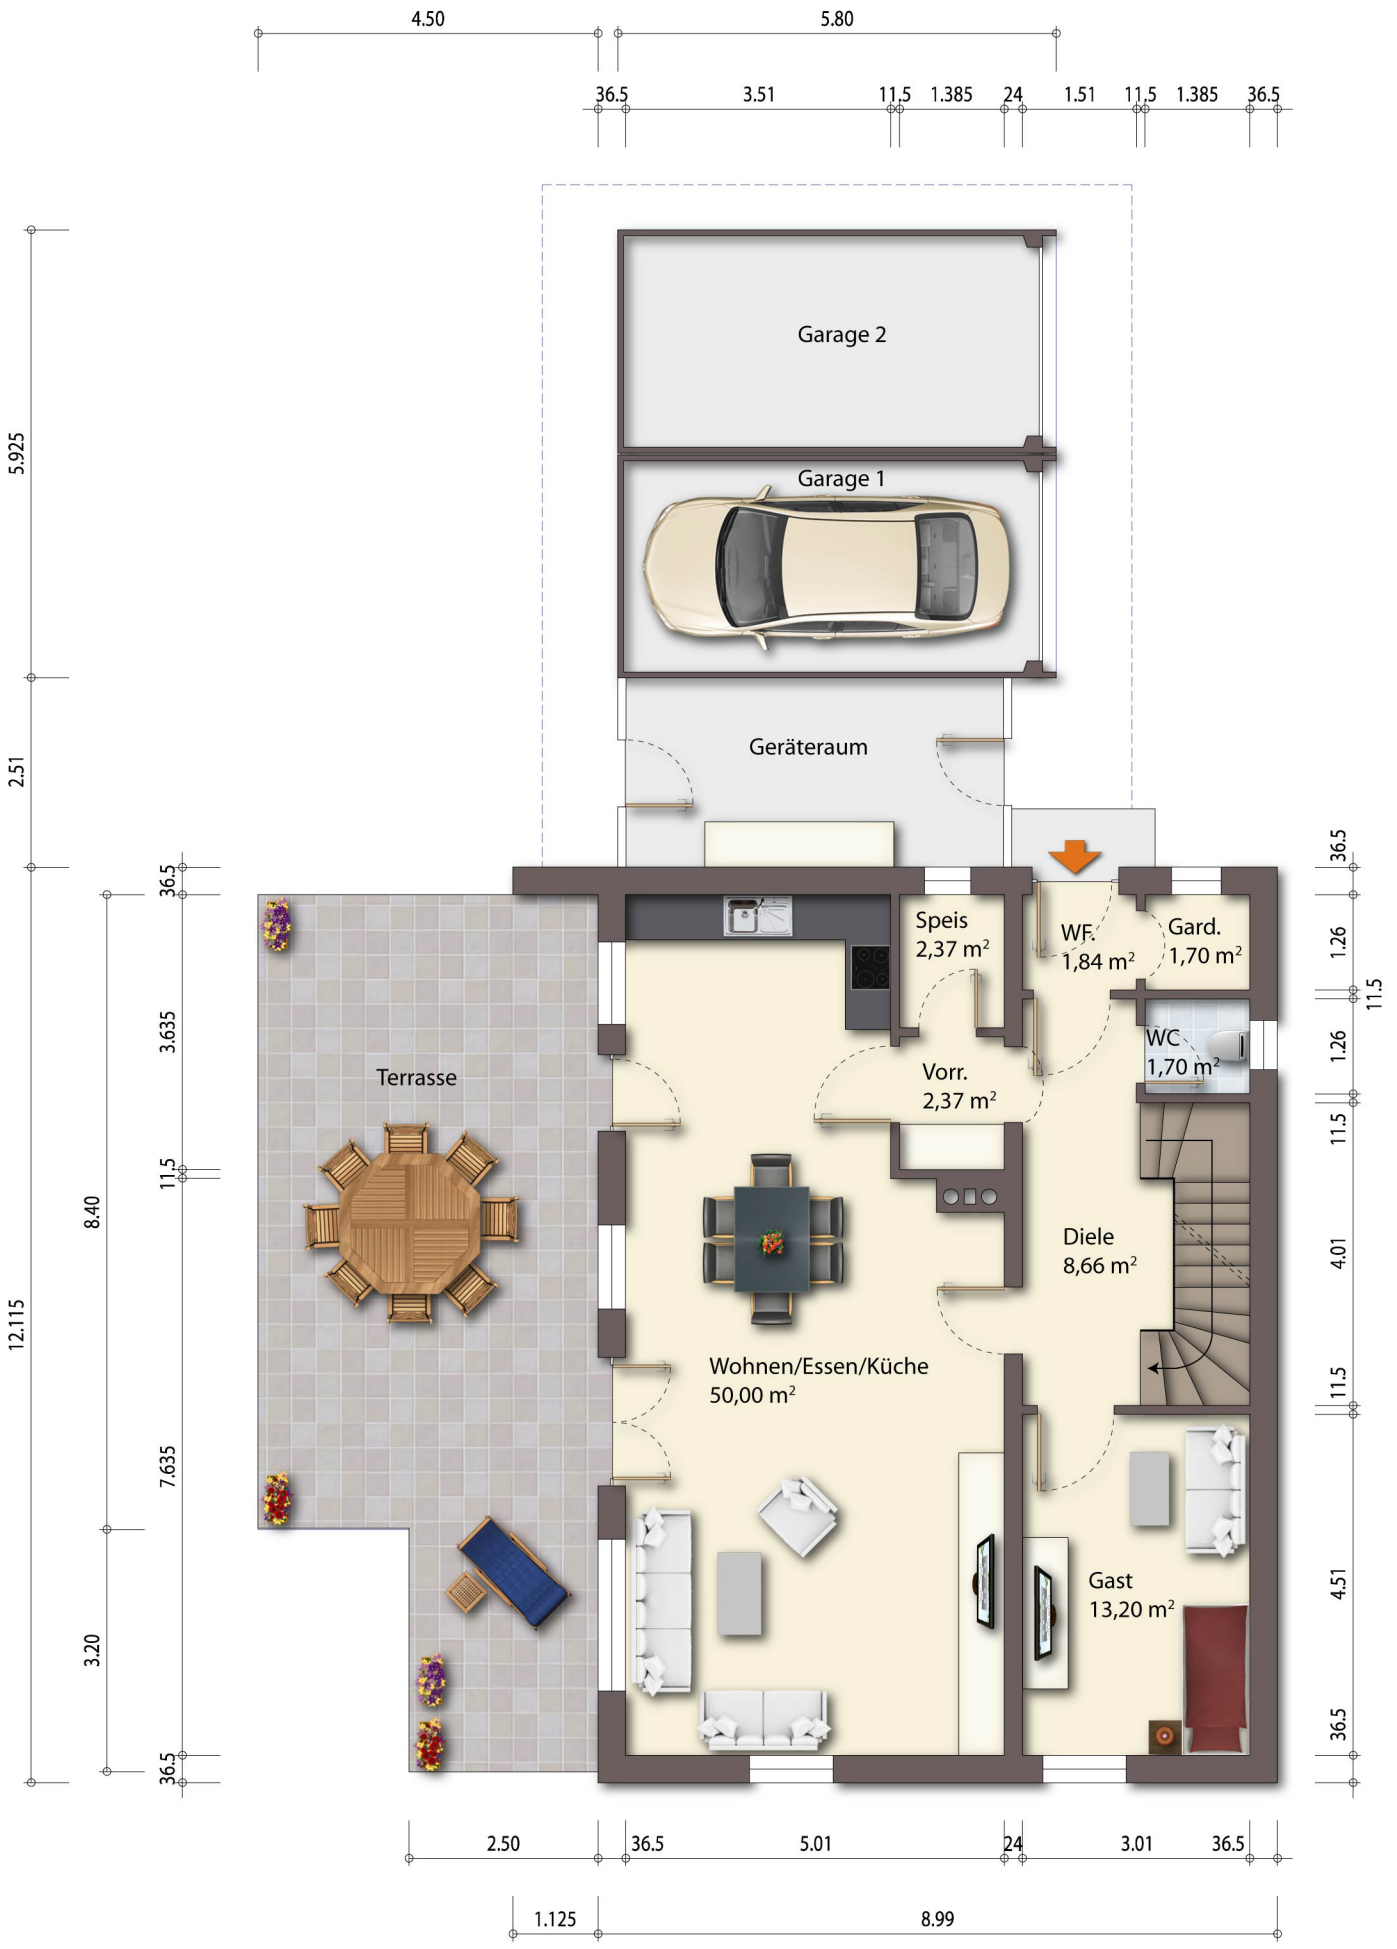 4.50
5.80
36.5
3.51
11.5
1.385
24
1.51
11.5
1.385
36.5
Garage 2
5.925
Garage 1
Geräteraum
2.51
36.5
36.5
Speis
2,37 m²
WF.
1,84 m²
Gard.
1,70 m²
1.26
11.5
3.635
WC
1,70 m²
1.26
Terrasse
Vorr.
2,37 m²
11.5
11.5
8.40
Diele
8,66 m²
4.01
12.115
Wohnen/Essen/Küche
50,00 m²
11.5
7.635
Gast
13,20 m²
4.51
3.20
36.5
36.5
2.50
36.5
5.01
24
3.01
36.5
1.125
8.99